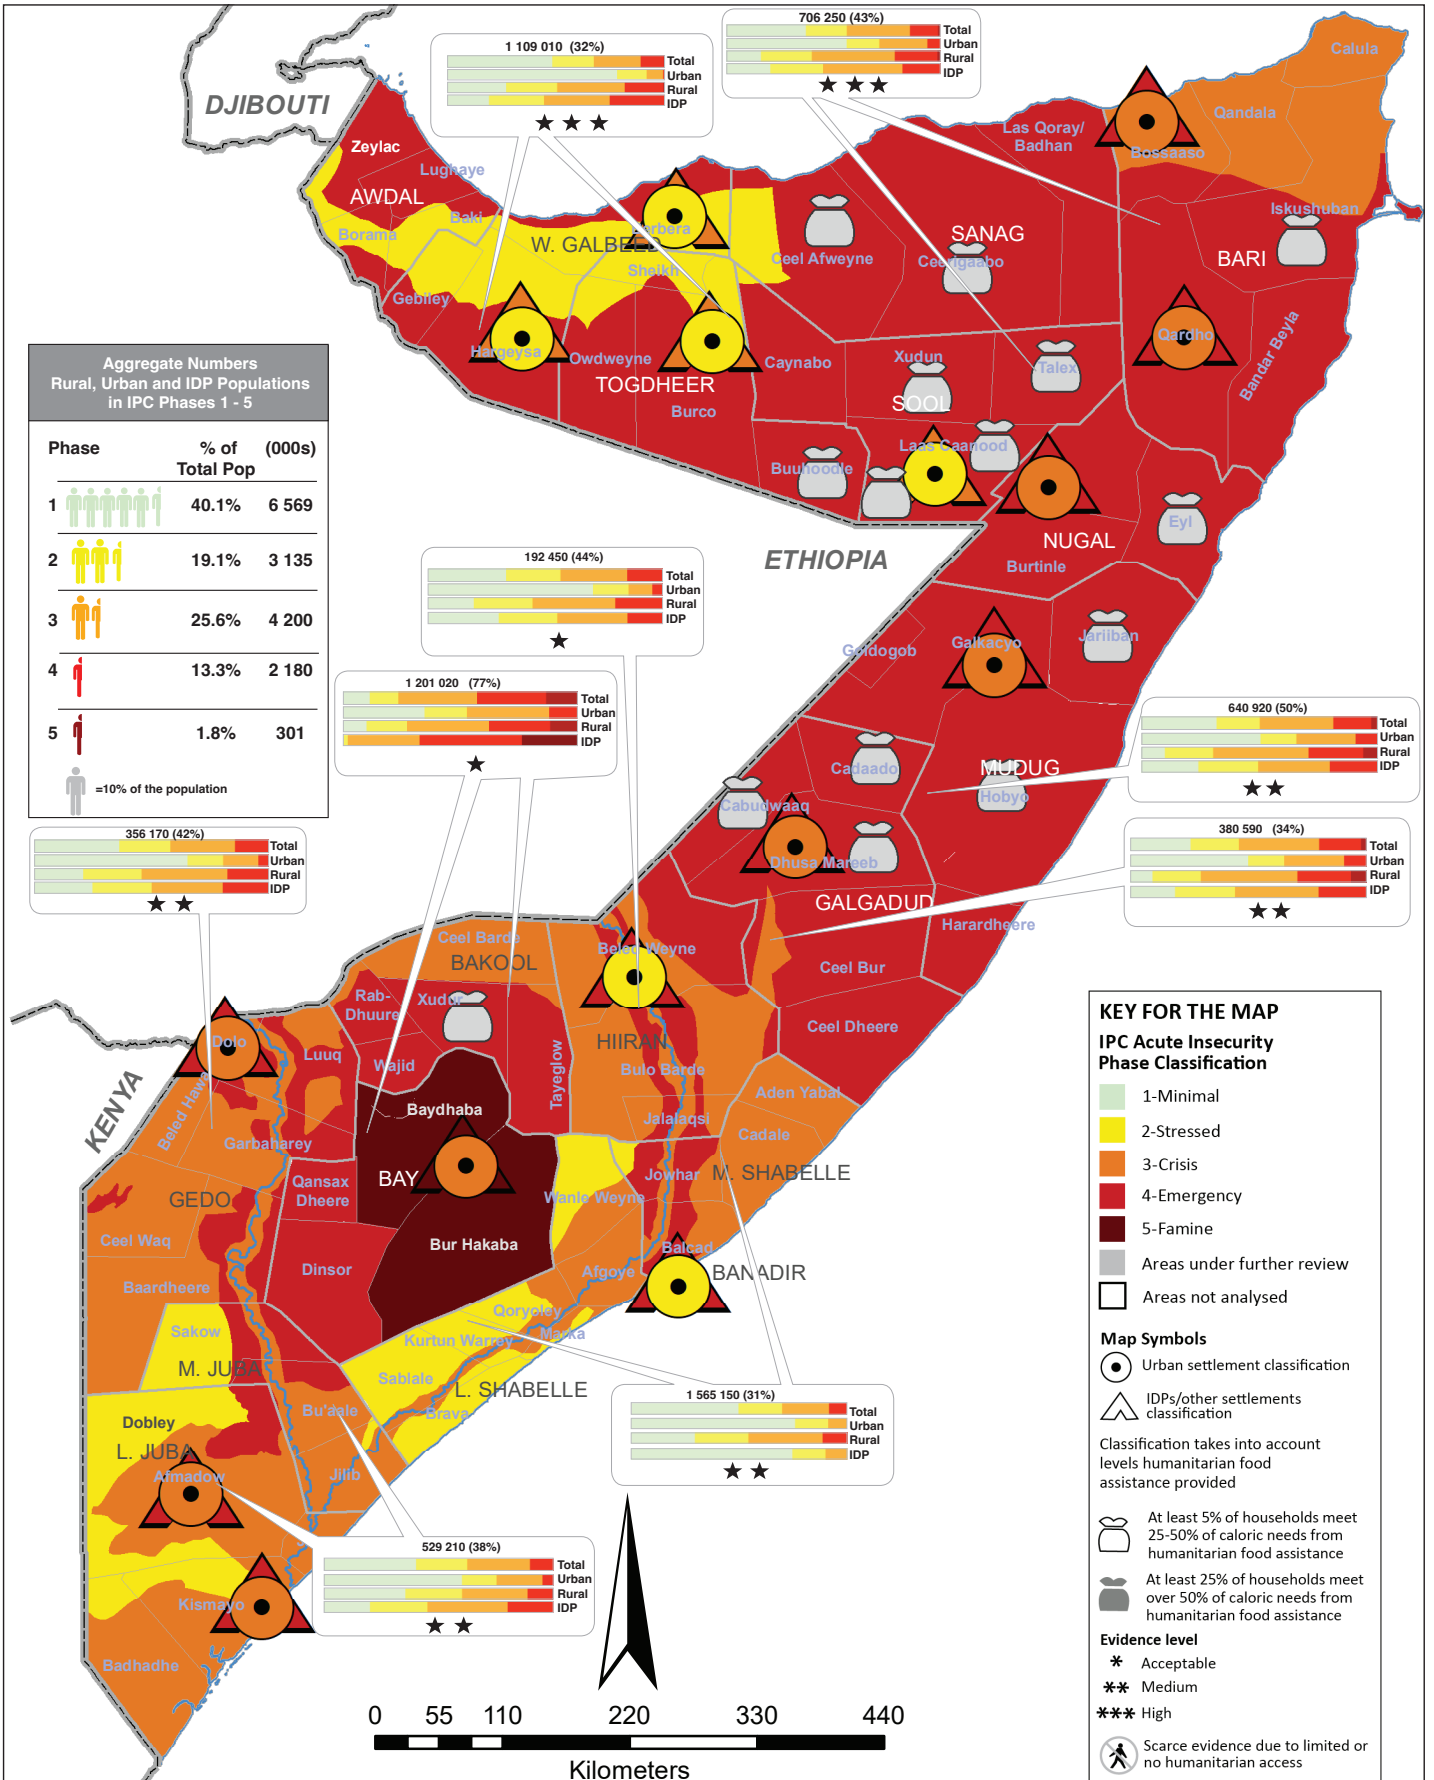 706 250 (43%)
Total
Urban
Rural
IDP
1 109 010 (32%)
Total
Urban
Rural
IDP
Calula
Qandala
DJIBOUTI
Las Qoray/
Badhan
Bossaaso
Zeylac
Lughaye
AWDAL
Baki
Borama
Iskushuban
Berbera
W. GALBEED
SANAG
BARI
Ceel Afweyne
Ceerigaabo
Sheikh
Gebiley
Qardho
Bandar Beyla
Hargeysa
Owdweyne
Caynabo
Xudun
Talex
TOGDHEER
SOOL
Burco
Laas Caanood
Buuhoodle
Eyl
NUGAL
ETHIOPIA
Burtinle
Aggregate Numbers
Rural, Urban and IDP Populations
in IPC Phases 1 - 5
Phase % of (000s)
Total Pop
1 40.1% 6 569
2 19.1% 3 135
3 25.6% 4 200
4 13.3% 2 180
5 1.8% 301
=10% of the population
192 450 (44%)
Total
Urban
Rural
IDP
Goldogob
Galkacyo
Jariiban
1 201 020 (77%)
Total
Urban
Rural
IDP
640 920 (50%)
Total
Urban
Rural
IDP
Cadaado
MUDUG
Hobyo
Cabudwaaq
Dhusa Mareeb
380 590 (34%)
Total
Urban
Rural
IDP
356 170 (42%)
Total
Urban
Rural
IDP
GALGADUD
Harardheere
Ceel Barde
BAKOOL
Beled Weyne
Ceel Bur
Rab-
Dhuure
Xudur
Ceel Dheere
Dolo
Luuq
Wajid
Tayeglow
HIIRAN
Bulo Barde
Aden Yabal
KENYA
Beled Hawa
Baydhaba
Jalalaqsi
Garbaharey
Cadale
BAY
Qansax
Dheere
Jowhar
M. SHABELLE
GEDO
Wanle Weyne
Ceel Waq
Bur Hakaba
Balcad
Dinsor
Afgoye
BANADIR
Baardheere
Qoryoley
Sakow
Kurtun Warrey
Marka
M. JUBA
Sablale
L. SHABELLE
Bu'aale
Brava
Dobley
L. JUBA
Afmadow
Jilib
1 565 150 (31%)
Total
Urban
Rural
IDP
529 210 (38%)
Total
Urban
Rural
IDP
Kismayo
Badhadhe
0 55 110 220 330 440
Kilometers
KEY FOR THE MAP
IPC Acute Insecurity
Phase Classification
1-Minimal
2-Stressed
3-Crisis
4-Emergency
5-Famine
Areas under further review
Areas not analysed
Map Symbols
Urban settlement classification
IDPs/other settlements
classification
Classification takes into account
levels humanitarian food
assistance provided
At least 5% of households meet
25-50% of caloric needs from
humanitarian food assistance
At least 25% of households meet
over 50% of caloric needs from
humanitarian food assistance
Evidence level
* Acceptable
** Medium
*** High
Scarce evidence due to limited or
no humanitarian access